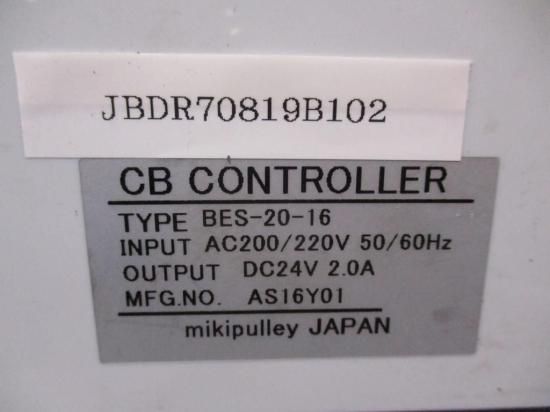 JBDR70819B102
CB CONTROLLER
TYPE BES-20-16
INPUT AC200/220V 50/60Hz
OUTPUT DC24V 2.0A
MFG.NO. AS16Y01
mikipulley JAPAN